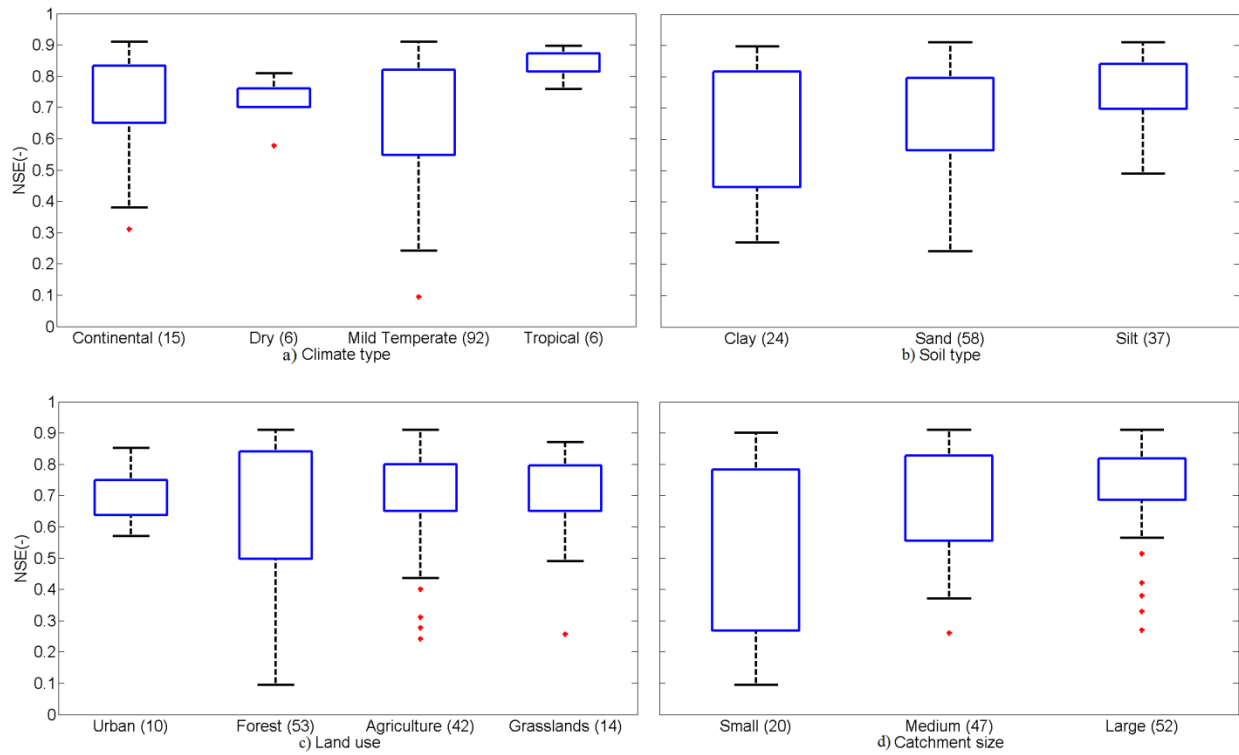 1
0.9
0.8
0.7
0.6
0.5
0.4
0.3
0.2
0.1
0
NSE(-)
Continental (15) Dry (6) Mild Temperate (92) Tropical (6)
a) Climate type
Clay (24) Sand (58) Silt (37)
b) Soil type
1
0.9
0.8
0.7
0.6
0.5
0.4
0.3
0.2
0.1
0
NSE(-)
Urban (10) Forest (53) Agriculture (42) Grasslands (14)
c) Land use
Small (20) Medium (47) Large (52)
d) Catchment size